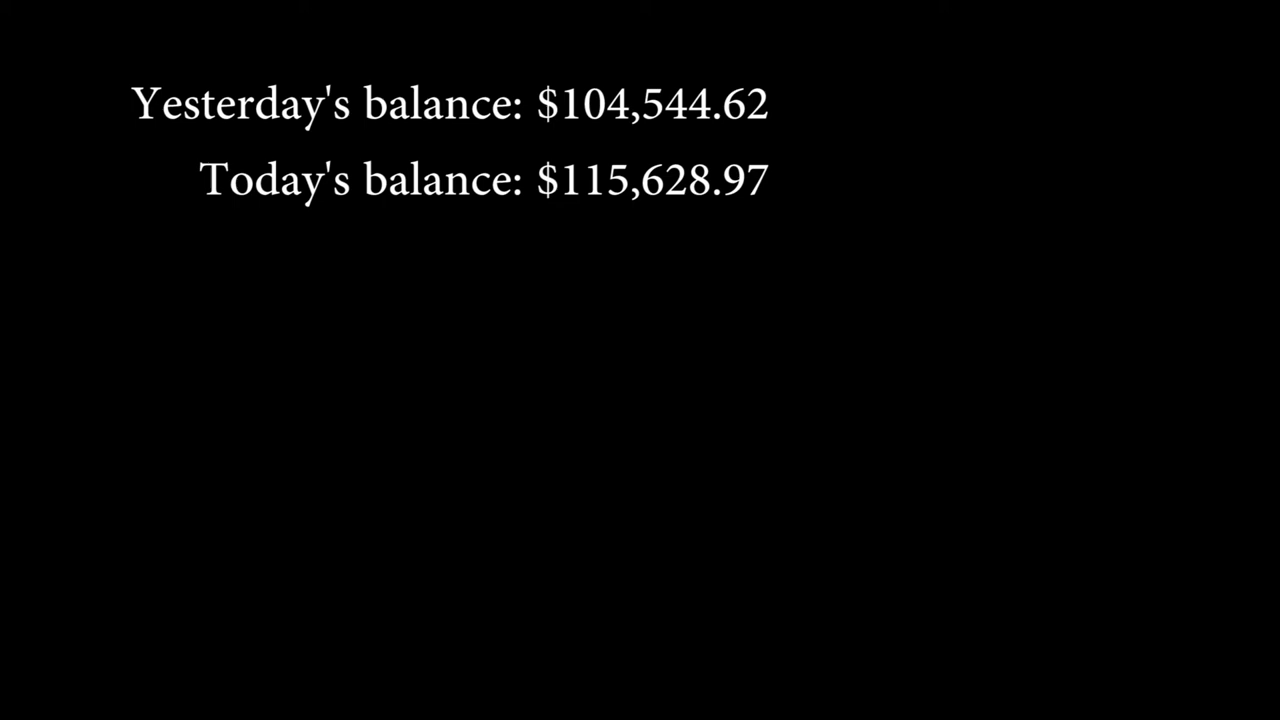 Yesterday's balance: $104,544.62
Today's balance: $115,628.97